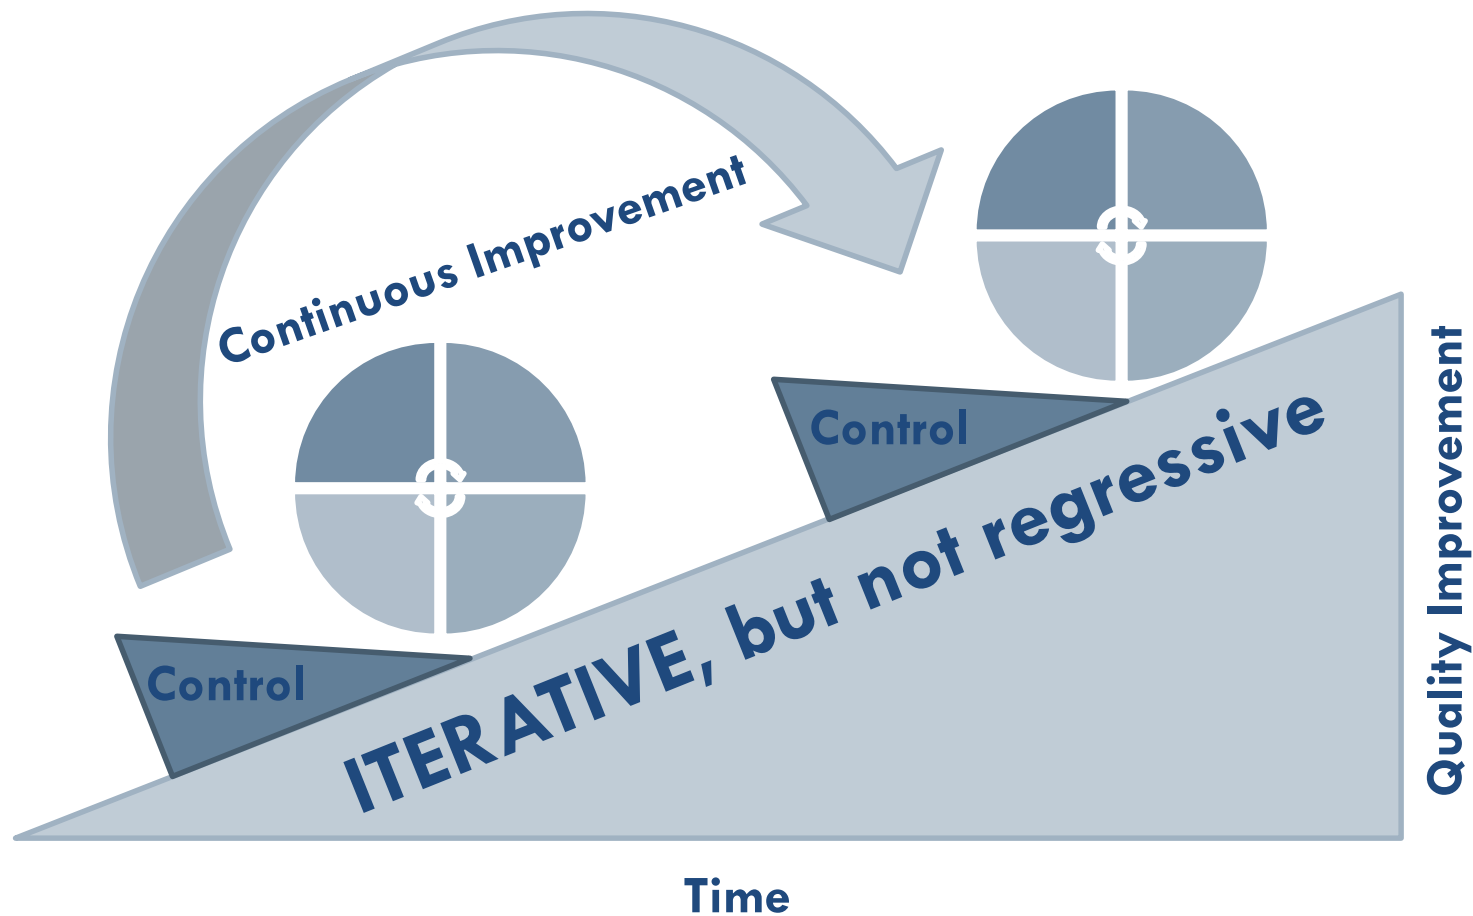 Continuous Improvement
Control
Control
ITERATIVE, but not regressive
Quality Improvement
Time